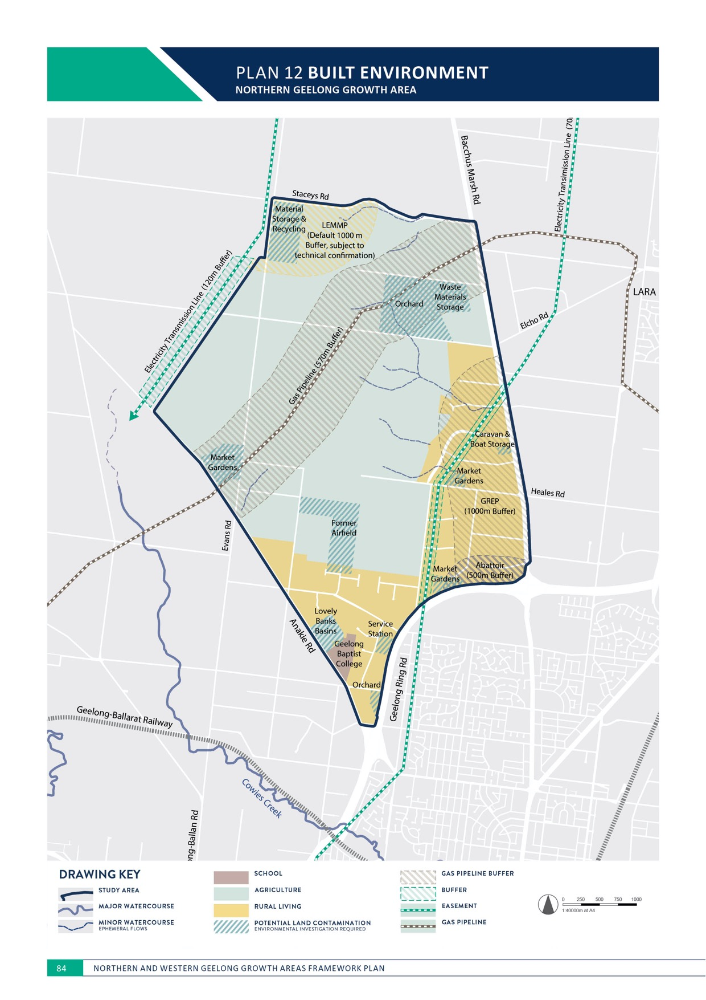 PLAN 12 BUILT ENVIRONMENT
NORTHERN GEELONG GROWTH AREA
Electricity Transimission Line (70
Bacchus Marsh Rd
Staceys Rd
Material
Storage &
Recycling
LEMMP
(Default 1000 m
Buffer, subject to
technical confirmation)
Electricity Transmission Line (120m Buffer)
LARA
Waste
Materials
Storage
Orchard
Elcho Rd
Gas Pipeline (570m Buffer)
Caravan &
Boat Storage
Market
Gardens
Market
Gardens
Heales Rd
GREP
(1000m Buffer)
Former
Airfield
Evans Rd
Abattoir
(500m Buffer)
Market
Gardens
Lovely
Banks
Basins
Service
Station
Anakie Rd
Geelong
Baptist
College
Orchard
Geelong Ring Rd
Geelong-Ballarat Railway
Cowies Creek
ong-Ballan Rd
DRAWING KEY
STUDY AREA
MAJOR WATERCOURSE
MINOR WATERCOURSE
EPHEMERAL FLOWS
SCHOOL
AGRICULTURE
RURAL LIVING
POTENTIAL LAND CONTAMINATION
ENVIRONMENTAL INVESTIGATION REQUIRED
GAS PIPELINE BUFFER
BUFFER
EASEMENT
GAS PIPELINE
0 250 500 750 1000
1:40000m at A4
84 NORTHERN AND WESTERN GEELONG GROWTH AREAS FRAMEWORK PLAN